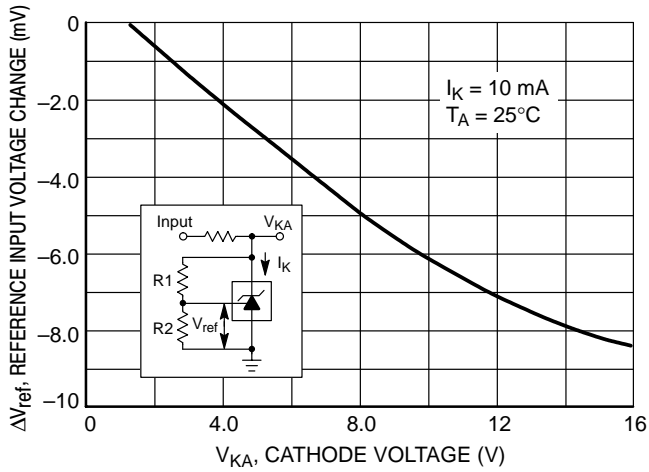 ΔVref, REFERENCE INPUT VOLTAGE CHANGE (mV)
0
–2.0
–4.0
–6.0
–8.0
–10
IK = 10 mA
TA = 25°C
Input
VKA
IK
R1
R2
Vref
0
4.0
8.0
12
16
VKA, CATHODE VOLTAGE (V)